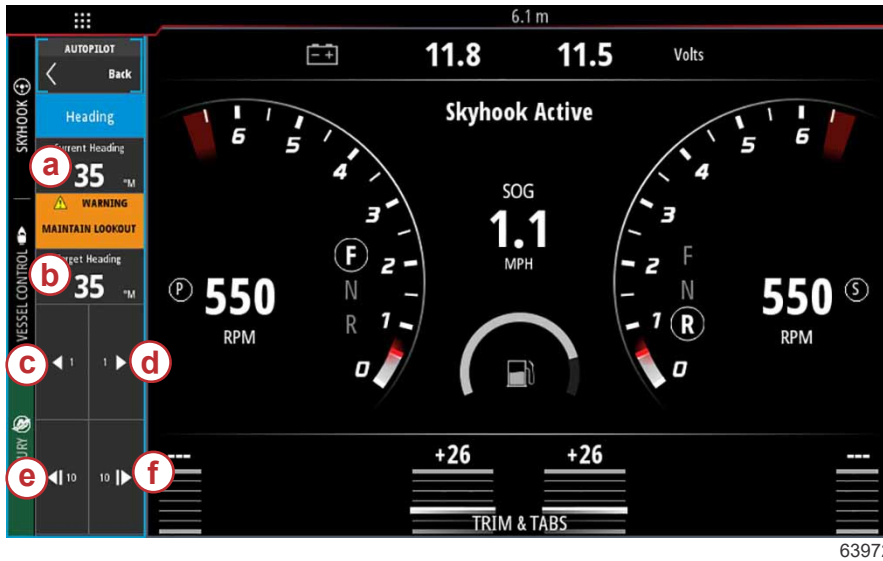 6.1 m
AUTOPILOT
Back
Heading
Current Heading
35 °M
WARNING
MAINTAIN LOOKOUT
Target Heading
35 °M
1 1
10 10
SKYHOOK
VESSEL CONTROL
a
b
c
d
e
f
- +
11.8 11.5 Volts
Skyhook Active
SOG
1.1
MPH
6
5
4
3
2
1
0
F
N
R
P
550
RPM
6
5
4
3
2
1
0
F
N
R
550
S
RPM
---
+26
+26
---
TRIM & TABS